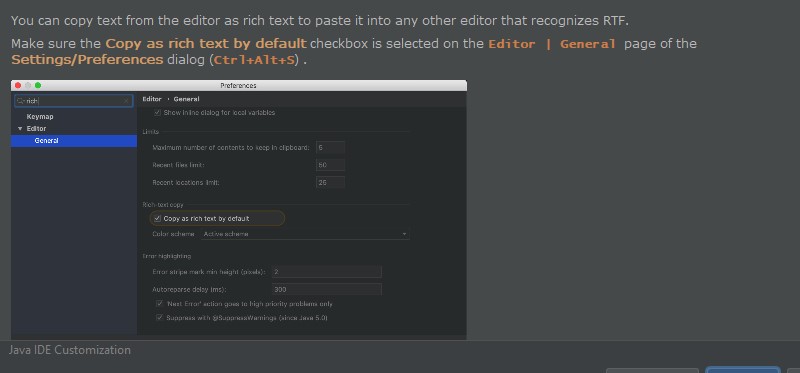 You can copy text from the editor as rich text to paste it into any other editor that recognizes RTF.
Make sure the Copy as rich text by default checkbox is selected on the Editor | General page of the
Settings/Preferences dialog (Ctrl+Alt+S) .
Preferences
rich
Editor › General
Keymap
Editor
General
Show inline dialog for local variables
Limits
Maximum number of contents to keep in clipboard: 5
Recent files limit: 50
Recent locations limit: 25
Rich-text copy
Copy as rich text by default
Color scheme Active scheme
Error highlighting
Error stripe mark min height (pixels): 2
Autoreparse delay (ms): 300
'Next Error' action goes to high priority problems only
Suppress with @SuppressWarnings (since Java 5.0)
Java IDE Customization